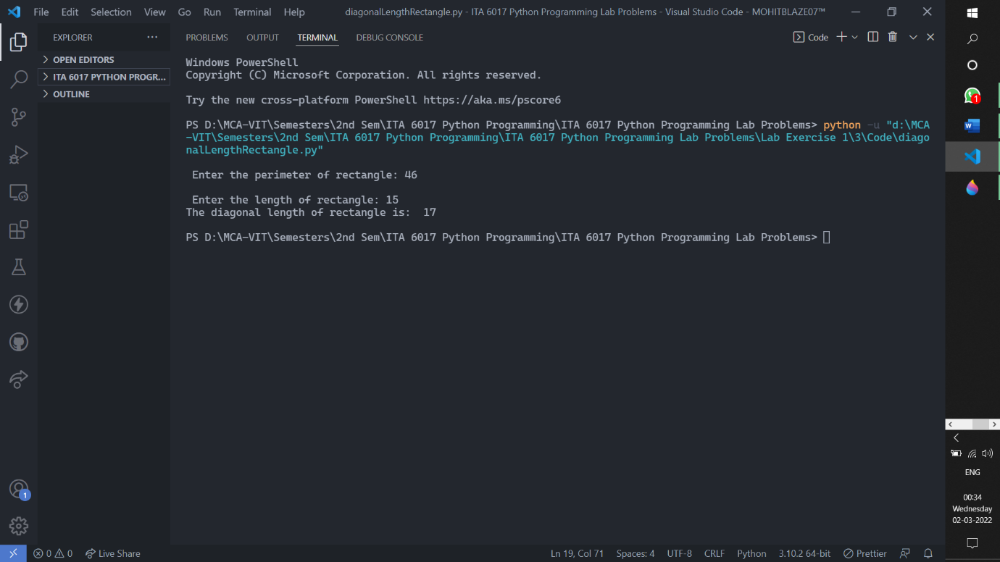 File Edit Selection View Go Run Terminal Help
diagonalLengthRectangle.py - ITA 6017 Python Programming Lab Problems - Visual Studio Code - MOHITBLAZE07™
EXPLORER
OPEN EDITORS
ITA 6017 PYTHON PROGR...
OUTLINE
PROBLEMS OUTPUT TERMINAL DEBUG CONSOLE
Code
Windows PowerShell
Copyright (C) Microsoft Corporation. All rights reserved.
Try the new cross-platform PowerShell https://aka.ms/pscore6
PS D:\MCA-VIT\Semesters\2nd Sem\ITA 6017 Python Programming\ITA 6017 Python Programming Lab Problems> python -u "d:\MCA
-VIT\Semesters\2nd Sem\ITA 6017 Python Programming\ITA 6017 Python Programming Lab Problems\Lab Exercise 1\3\Code\diago
nalLengthRectangle.py"
Enter the perimeter of rectangle: 46
Enter the length of rectangle: 15
The diagonal length of rectangle is:  17
PS D:\MCA-VIT\Semesters\2nd Sem\ITA 6017 Python Programming\ITA 6017 Python Programming Lab Problems>
1
0 0 Live Share
Ln 19, Col 71 Spaces: 4 UTF-8 CRLF Python 3.10.2 64-bit Prettier
1
W
ENG
00:34
Wednesday
02-03-2022